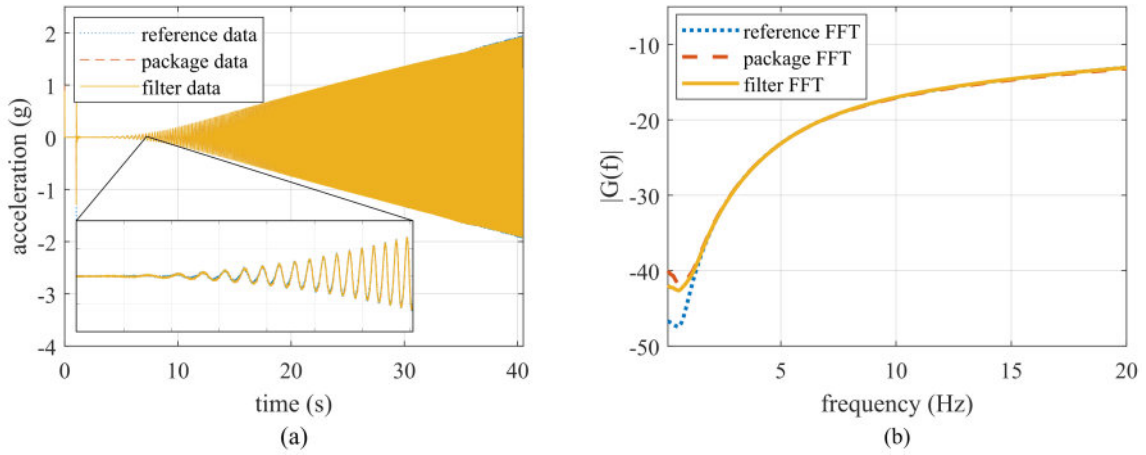 2
1
0
-1
-2
-3
-4
0
10
20
30
40
acceleration (g)
time (s)
reference data
package data
filter data
(a)
-10
-20
-30
-40
-50
5
10
15
20
|G(f)|
frequency (Hz)
reference FFT
package FFT
filter FFT
(b)